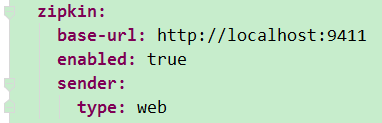 zipkin:
  base-url: http://localhost:9411
  enabled: true
  sender:
    type: web